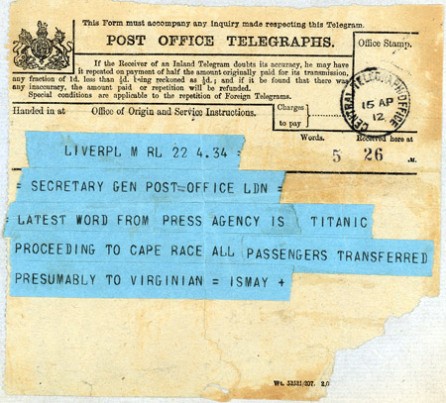 This Form must accompany any Inquiry made respecting this Telegram.
POST OFFICE TELEGRAPHS.
If the Receiver of an Inland Telegram doubts its accuracy, he may have
it repeated on payment of half the amount originally paid for its transmission,
any fraction of 1d. less than ½d. being reckoned as ½d.; and if it be found that there was
any inaccuracy, the amount paid for repetition will be refunded.
Special conditions are applicable to the repetition of Foreign Telegrams.
Office Stamp.
CENTRAL TELEGRAPH OFFICE
15 AP
12
Handed in at
Office of Origin and Service Instructions.
Charges
to pay
Words.
Received here at
5 26
.M.
LIVERPL M RL 22 4.34 :
= SECRETARY GEN POST=OFFICE LDN =
LATEST WORD FROM PRESS AGENCY IS TITANIC
PROCEEDING TO CAPE RACE ALL PASSENGERS TRANSFERRED
PRESUMABLY TO VIRGINIAN = ISMAY +